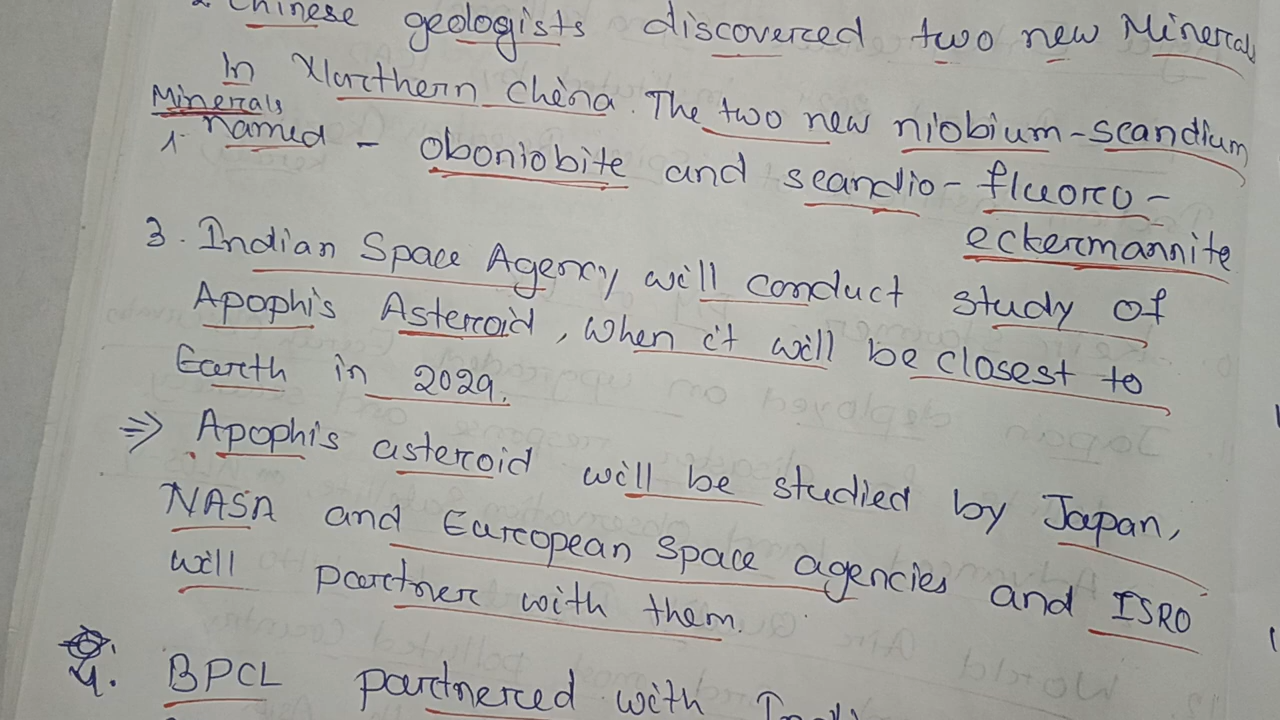 2 Chinese geologists discovered two new Mineral
In Northern China. The two new niobium-scandium
Minerals
1. named - oboniobite and scandio- fluoro-
eckermannite
3. Indian Space Agency will conduct study of
Apophis Asteroid, when it will be closest to
Earth in 2029.
⇒ Apophis asteroid will be studied by Japan,
NASA and European Space agencies and ISRO
will partner with them.
4. BPCL partnered with